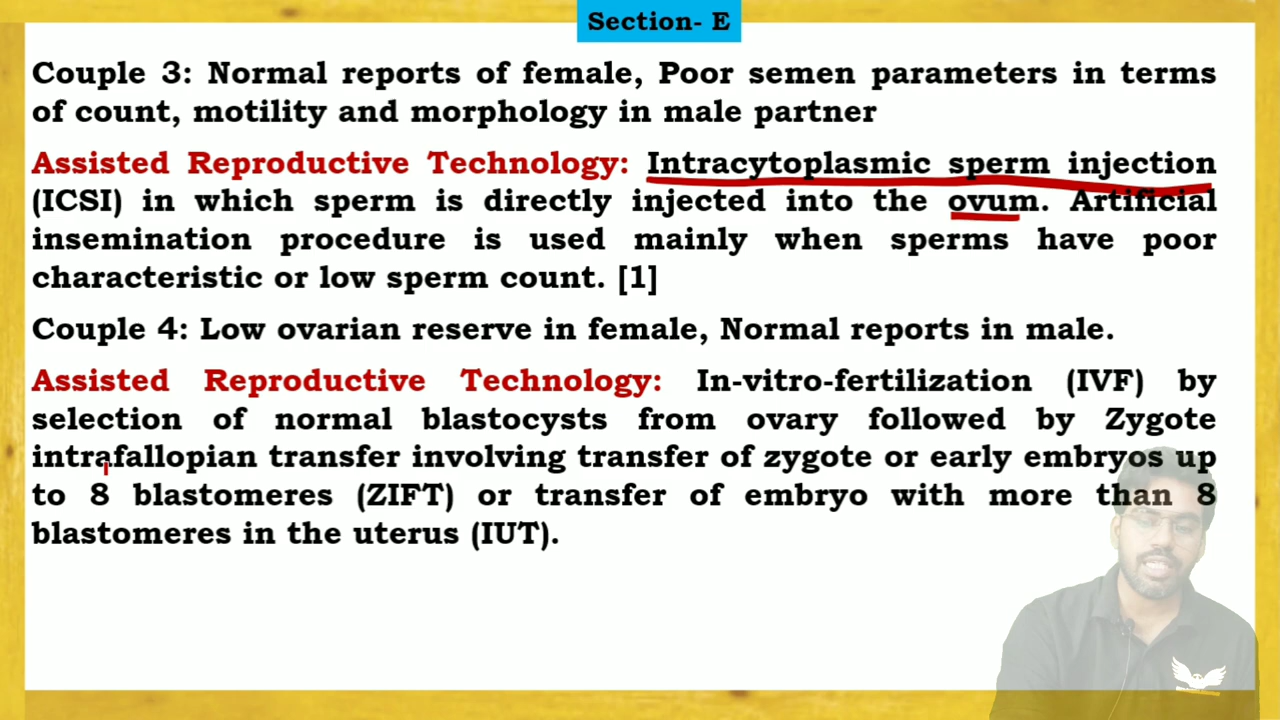 Section- E
Couple 3: Normal reports of female, Poor semen parameters in terms
of count, motility and morphology in male partner
Assisted Reproductive Technology: Intracytoplasmic sperm injection
(ICSI) in which sperm is directly injected into the ovum. Artificial
insemination procedure is used mainly when sperms have poor
characteristic or low sperm count. [1]
Couple 4: Low ovarian reserve in female, Normal reports in male.
Assisted Reproductive Technology: In-vitro-fertilization (IVF) by
selection of normal blastocysts from ovary followed by Zygote
intrafallopian transfer involving transfer of zygote or early embryos up
to 8 blastomeres (ZIFT) or transfer of embryo with more than 8
blastomeres in the uterus (IUT).